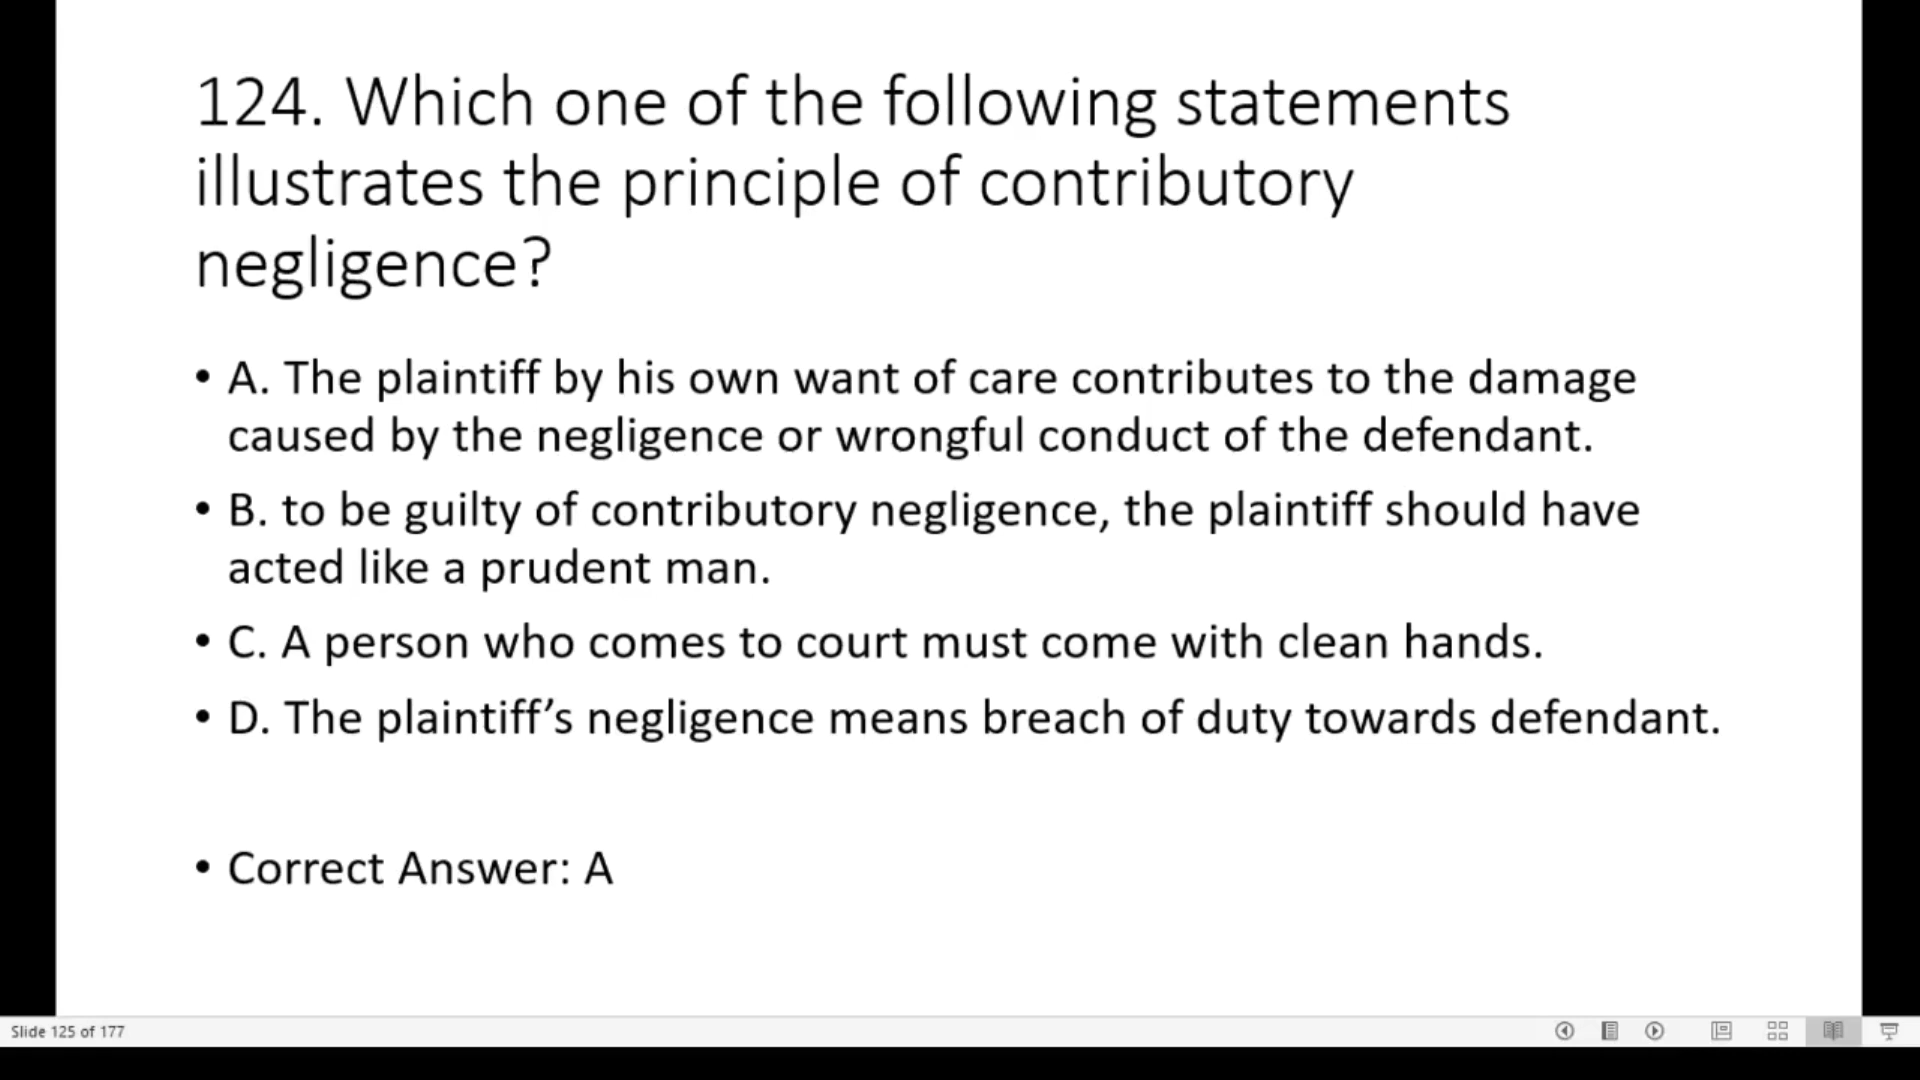 124. Which one of the following statements
illustrates the principle of contributory
negligence?
• A. The plaintiff by his own want of care contributes to the damage
caused by the negligence or wrongful conduct of the defendant.
• B. to be guilty of contributory negligence, the plaintiff should have
acted like a prudent man.
• C. A person who comes to court must come with clean hands.
• D. The plaintiff’s negligence means breach of duty towards defendant.
• Correct Answer: A
Slide 125 of 177